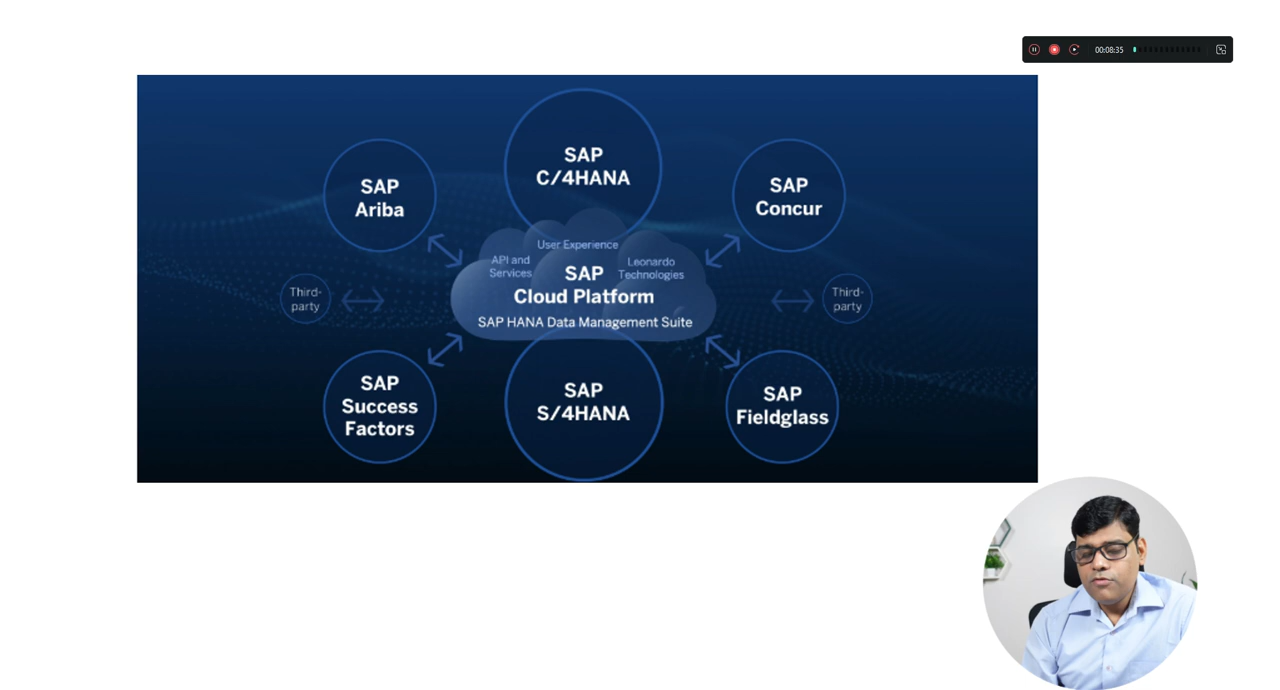 00:08:35
SAP
C/4HANA
SAP
Ariba
SAP
Concur
User Experience
API and
Services
Leonardo
Technologies
SAP
Cloud Platform
SAP HANA Data Management Suite
Third-
party
Third-
party
SAP
Success
Factors
SAP
S/4HANA
SAP
Fieldglass